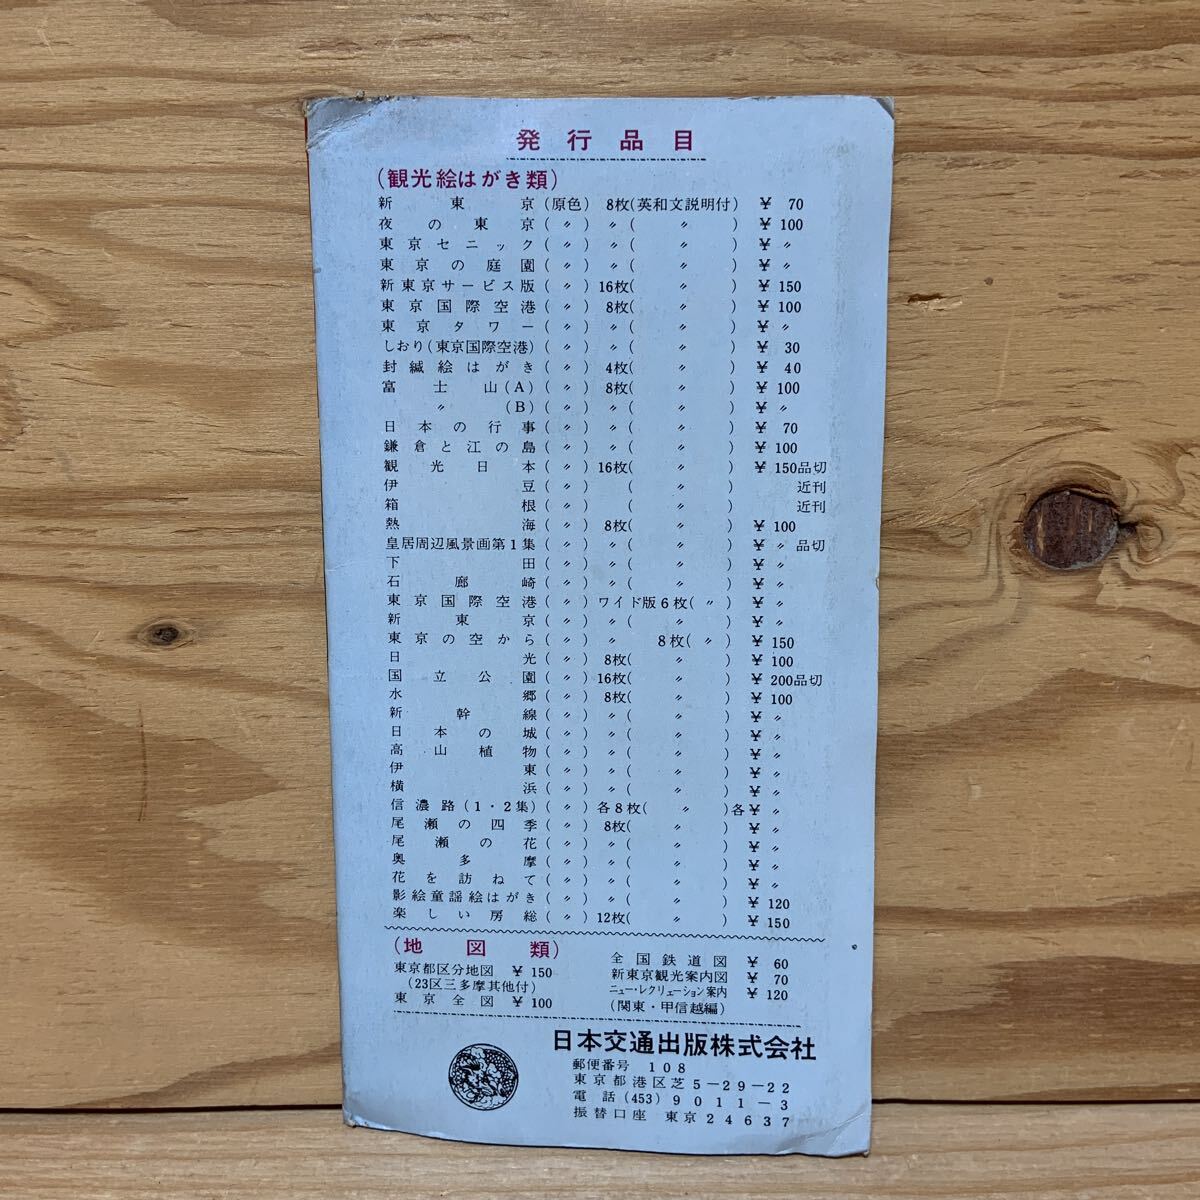 発行品目
(観光絵はがき類)
新東京(原色) 8枚(英和文説明付) ¥ 70
夜の東京(〃) 〃(〃) ¥ 100
東京セニック(〃) 〃(〃) ¥ 〃
東京の庭園(〃) 〃(〃) ¥ 〃
新東京サービス版(〃) 16枚(〃) ¥ 150
東京国際空港(〃) 8枚(〃) ¥ 100
東京タワー(〃) 〃(〃) ¥ 〃
しおり(東京国際空港)(〃) 〃(〃) ¥ 30
封緘絵はがき(〃) 4枚(〃) ¥ 40
富士山(A)(〃) 8枚(〃) ¥ 100
〃(B)(〃) 〃(〃) ¥ 〃
日本の行事(〃) 〃(〃) ¥ 70
鎌倉と江の島(〃) 〃(〃) ¥ 100
観光日本(〃) 16枚(〃) ¥ 150品切
伊豆(〃) (〃) 近刊
箱根(〃) (〃) 近刊
熱海(〃) 8枚(〃) ¥ 100
皇居周辺風景画第1集(〃) 〃(〃) ¥ 〃 品切
下田(〃) 〃(〃) ¥ 〃
石廊崎(〃) 〃(〃) ¥ 〃
東京国際空港(〃) ワイド版6枚(〃) ¥ 〃
新東京(〃) 〃(〃) ¥ 〃
東京の空から(〃) 〃 8枚(〃) ¥ 150
日光(〃) 8枚(〃) ¥ 100
国立公園(〃) 16枚(〃) ¥ 200品切
水郷(〃) 8枚(〃) ¥ 100
新幹線(〃) 〃(〃) ¥ 〃
日本の城(〃) 〃(〃) ¥ 〃
高山植物(〃) 〃(〃) ¥ 〃
伊東(〃) 〃(〃) ¥ 〃
横浜(〃) 〃(〃) ¥ 〃
信濃路(1・2集)(〃) 各8枚(〃)各¥ 〃
尾瀬の四季(〃) 8枚(〃) ¥ 〃
尾瀬の花(〃) 〃(〃) ¥ 〃
奥多摩(〃) 〃(〃) ¥ 〃
花を訪ねて(〃) 〃(〃) ¥ 〃
影絵童謡絵はがき(〃) 〃(〃) ¥ 120
楽しい房総(〃) 12枚(〃) ¥ 150
(地図類)
東京都区分地図 ¥ 150
(23区三多摩其他付)
東京全図 ¥ 100
全国鉄道図 ¥ 60
新東京観光案内図 ¥ 70
ニュー・レクリューション案内 ¥ 120
(関東・甲信越編)
日本交通出版株式会社
郵便番号 108
東京都港区芝5-29-22
電話(453)9011-3
振替口座 東京24637